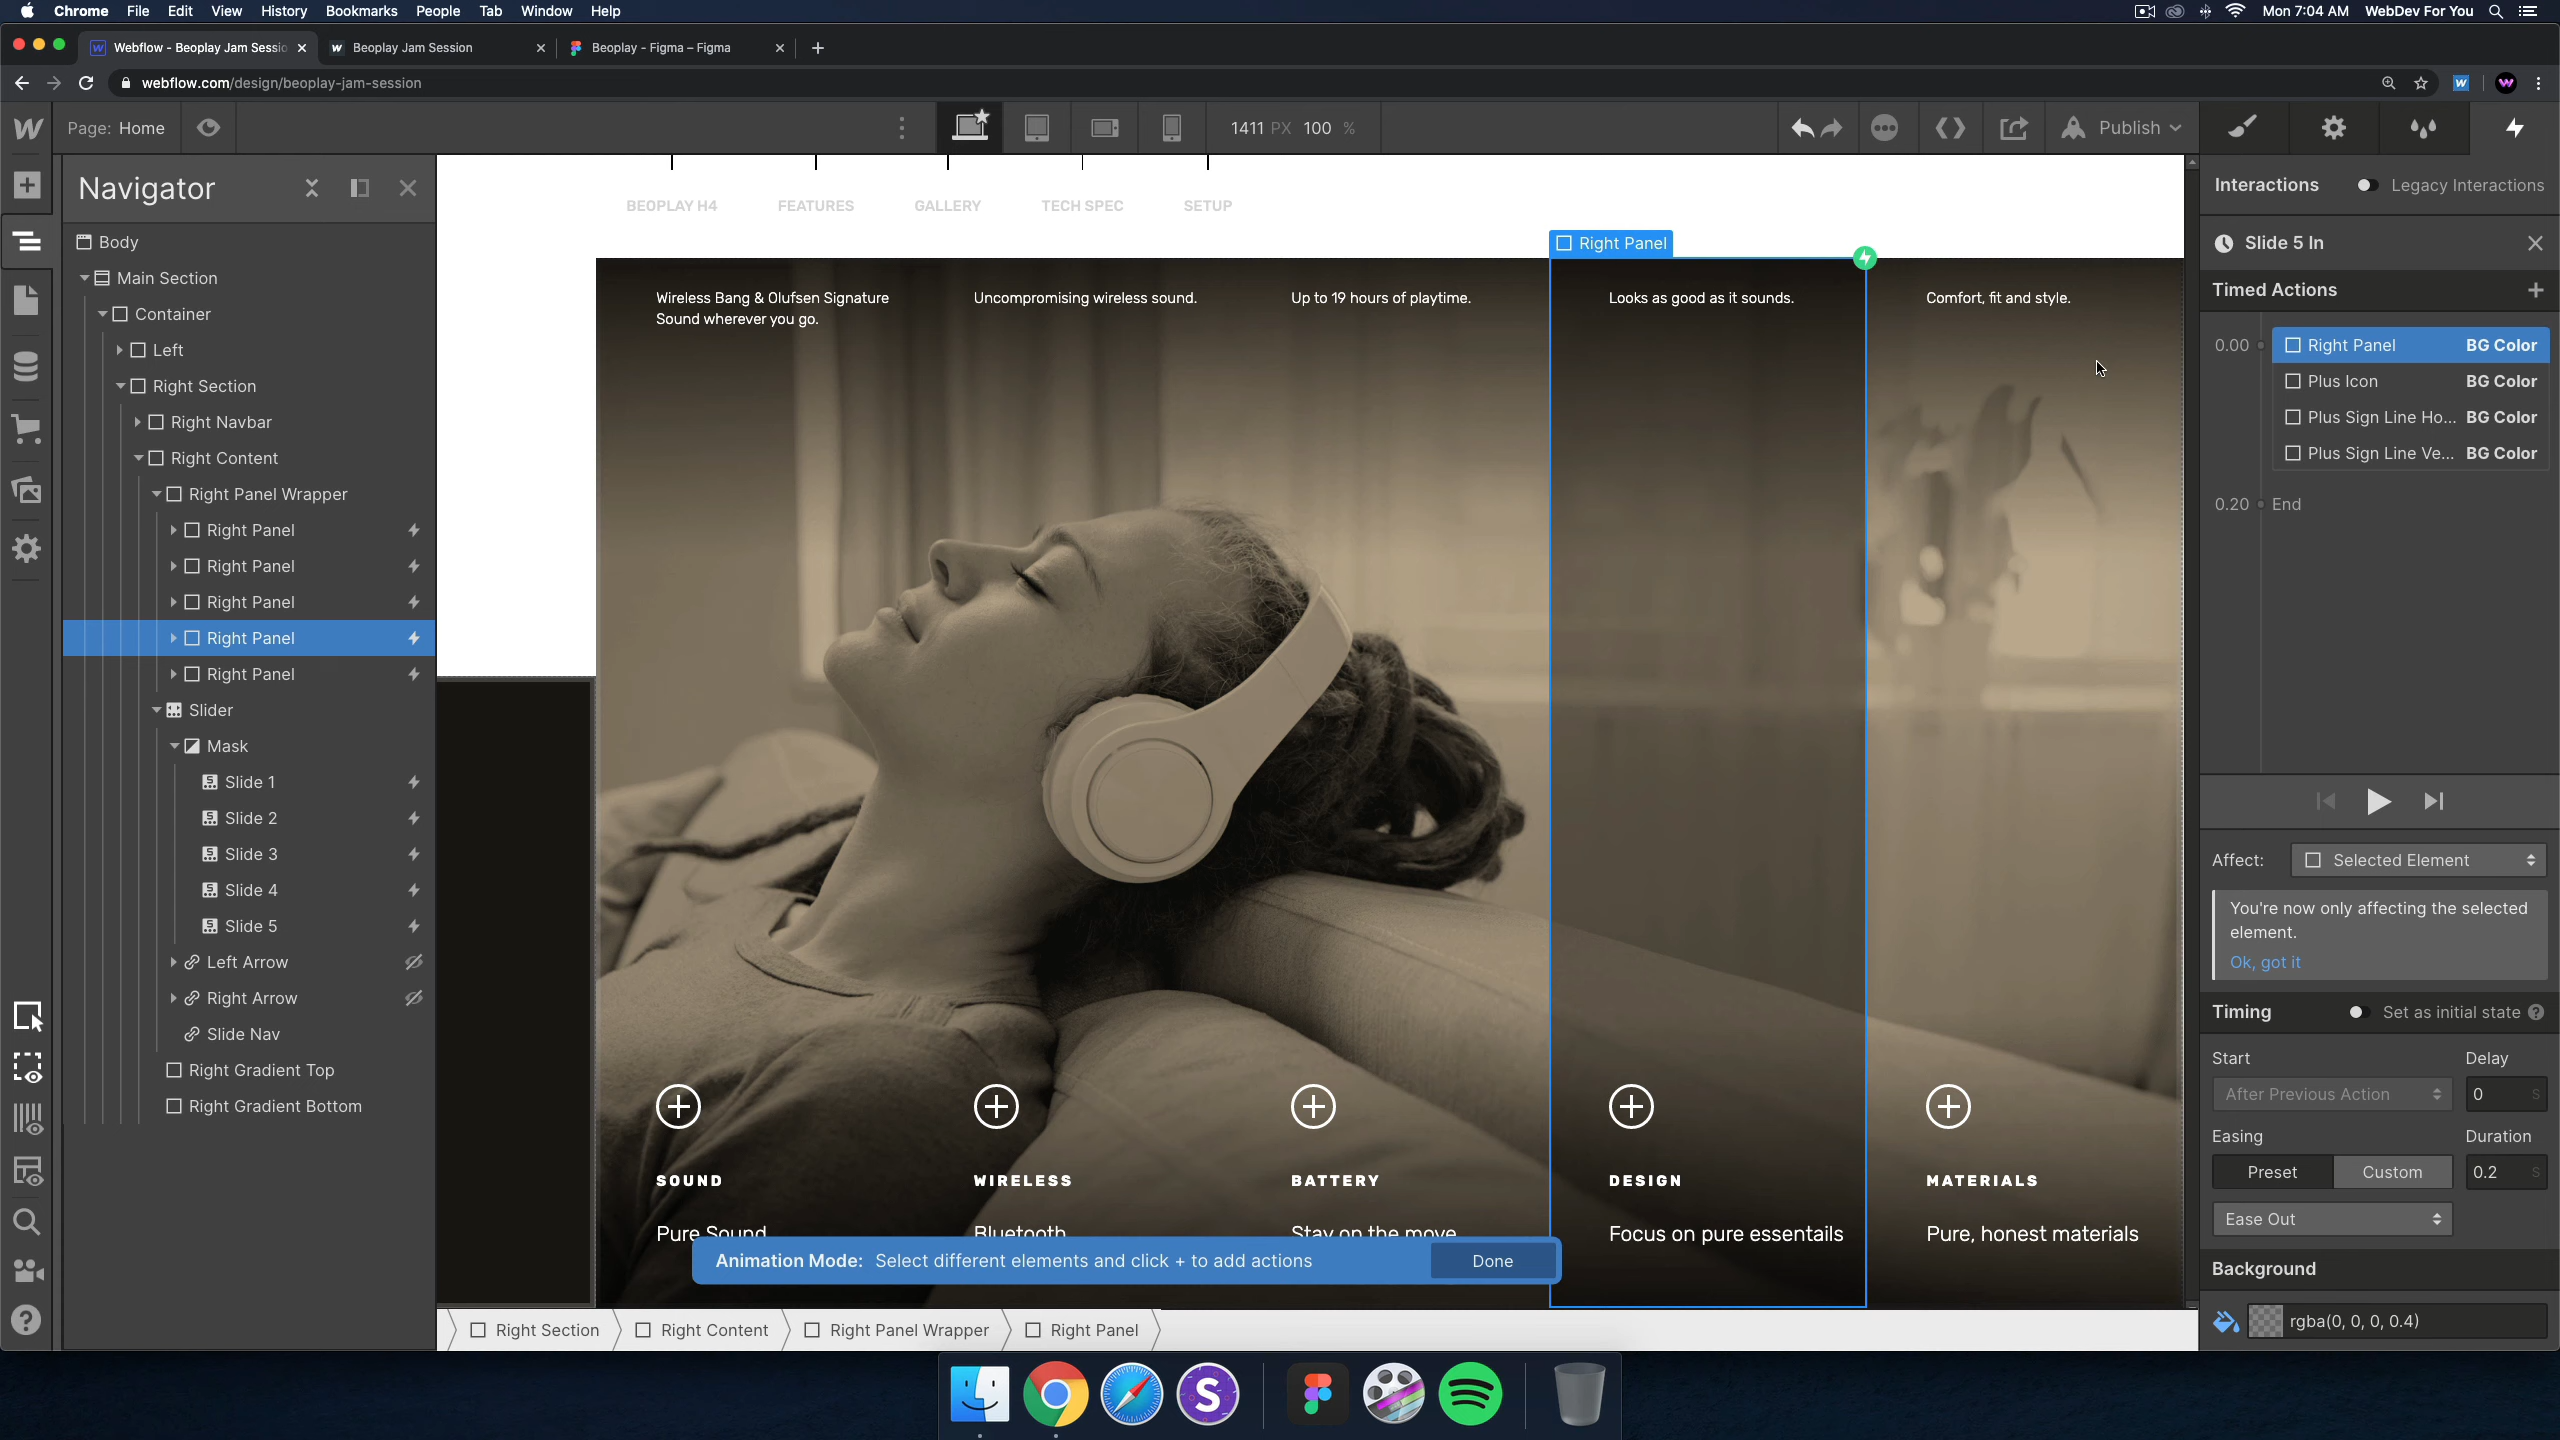 Chrome File Edit View History Bookmarks People Tab Window Help
Mon 7:04 AM WebDev For You
Webflow - Beoplay Jam Sessio
Beoplay Jam Session
Beoplay - Figma – Figma
webflow.com/design/beoplay-jam-session
Page: Home
1411 PX 100 %
Publish
Navigator
Body
Main Section
Container
Left
Right Section
Right Navbar
Right Content
Right Panel Wrapper
Right Panel
Right Panel
Right Panel
Right Panel
Right Panel
Slider
Mask
Slide 1
Slide 2
Slide 3
Slide 4
Slide 5
Left Arrow
Right Arrow
Slide Nav
Right Gradient Top
Right Gradient Bottom
BEOPLAY H4 FEATURES GALLERY TECH SPEC SETUP
Right Panel
Wireless Bang & Olufsen Signature
Sound wherever you go.
Uncompromising wireless sound.
Up to 19 hours of playtime.
Looks as good as it sounds.
Comfort, fit and style.
SOUND
WIRELESS
BATTERY
DESIGN
MATERIALS
Pure Sound
Bluetooth
Stay on the move
Focus on pure essentails
Pure, honest materials
Animation Mode: Select different elements and click + to add actions
Done
Right Section Right Content Right Panel Wrapper Right Panel
Interactions
Legacy Interactions
Slide 5 In
Timed Actions
0.00
Right Panel BG Color
Plus Icon BG Color
Plus Sign Line Ho... BG Color
Plus Sign Line Ve... BG Color
0.20 End
Affect: Selected Element
You're now only affecting the selected
element.
Ok, got it
Timing
Set as initial state
Start
Delay
After Previous Action
0 S
Easing
Duration
Preset
Custom
0.2 S
Ease Out
Background
rgba(0, 0, 0, 0.4)